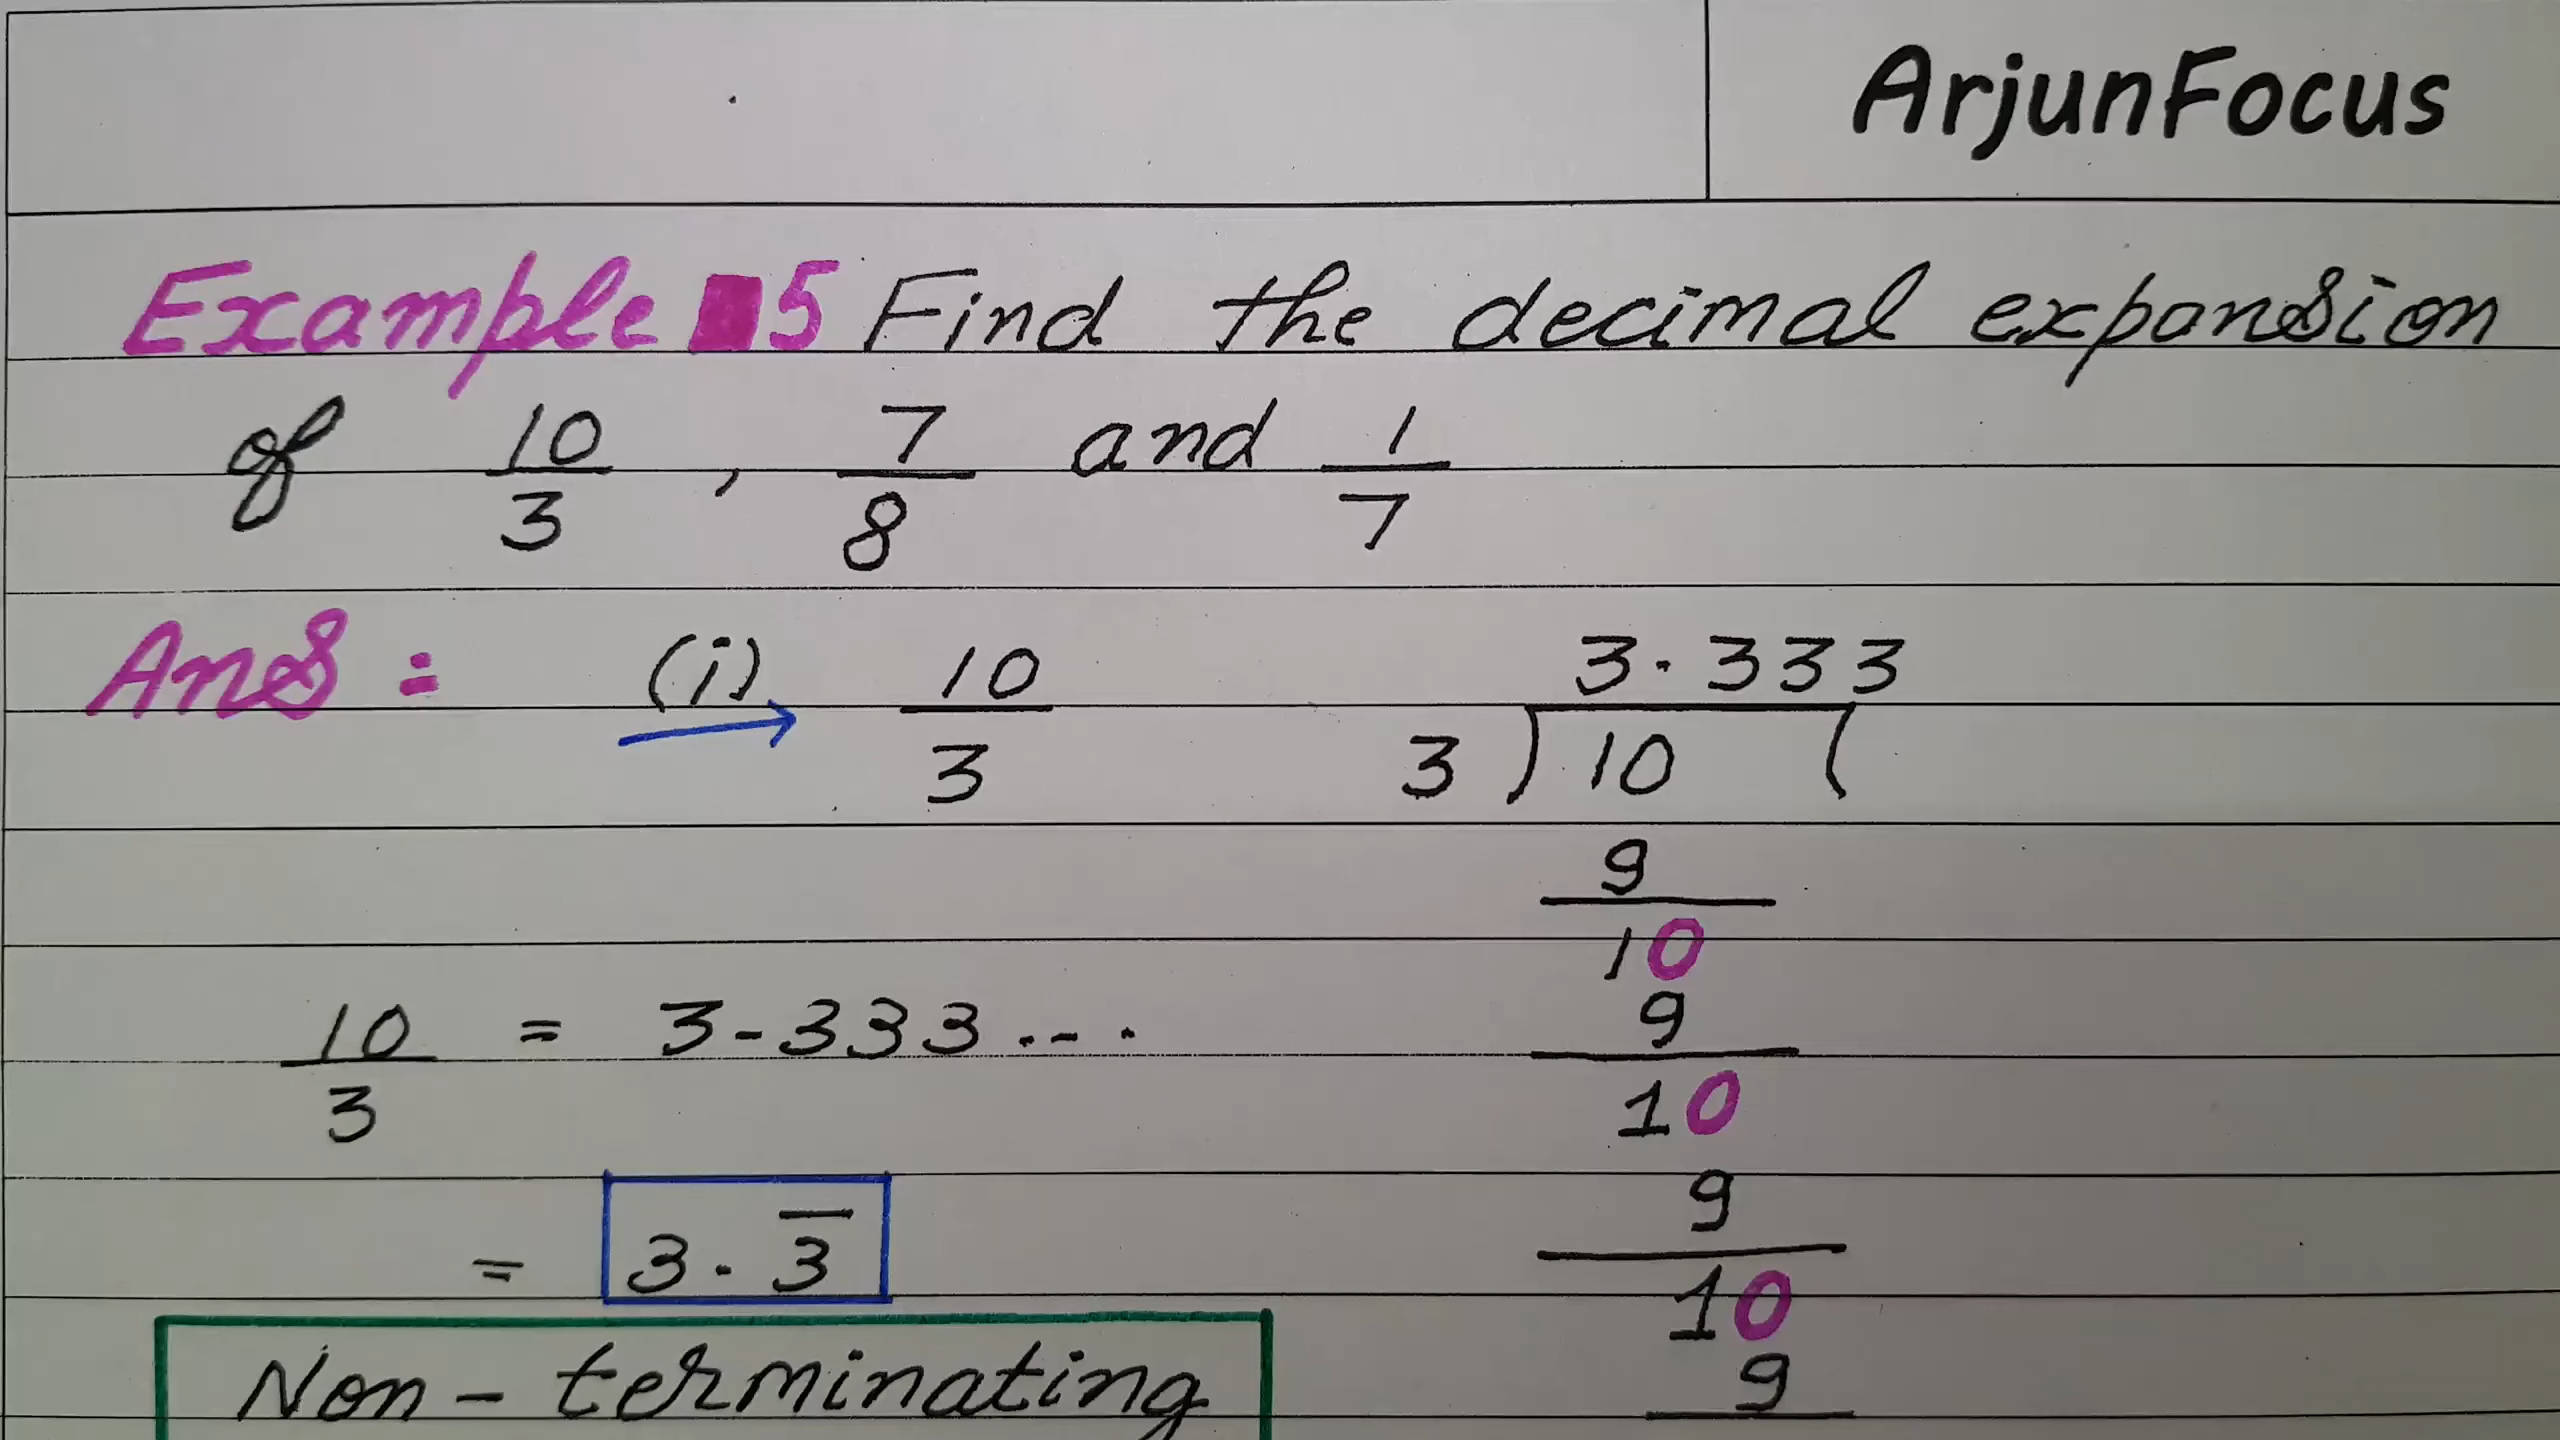 ArjunFocus
Example 5 Find the decimal expansion
of 10/3 , 7/8 and 1/7
Ans = (i) 10/3
3.333
3 ) 10 (
9
10
9
10
9
10
9
10/3 = 3.333....
= 3.3̅
Non-terminating